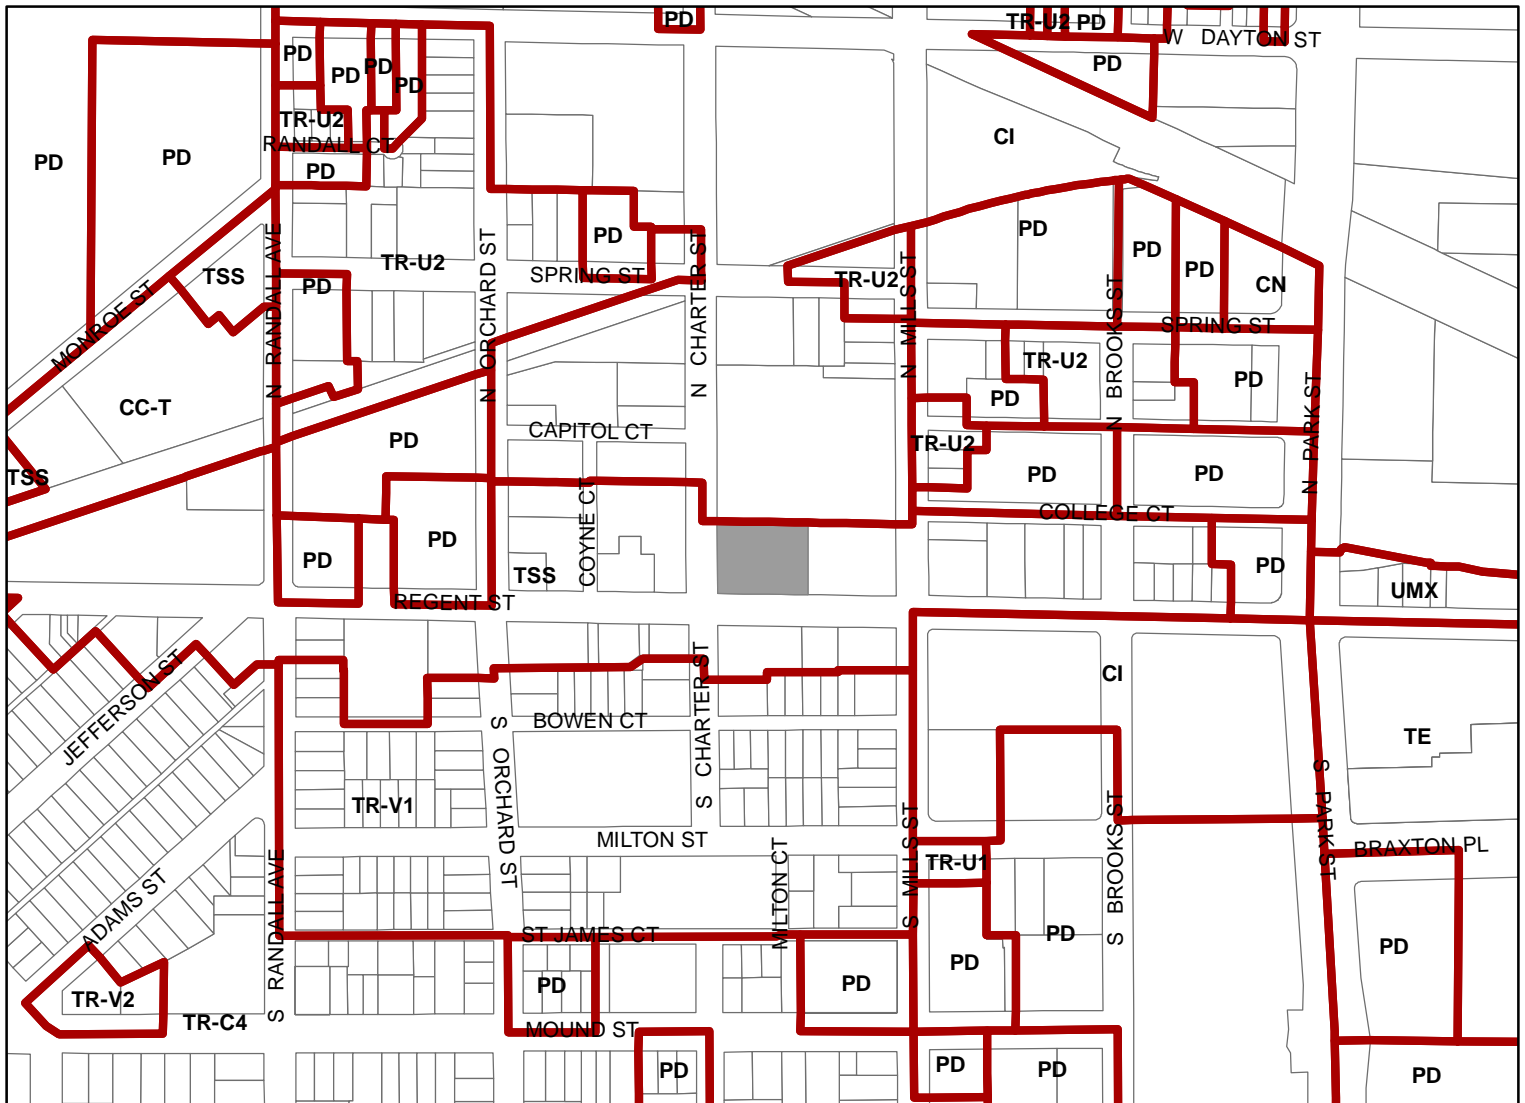 PD
TR-U2 PD
W DAYTON ST
PD
PD
PD
PD
PD
PD
TR-U2
CI
RANDALL CT
PD
PD
PD
PD
PD
PD
TR-U2
SPRING ST
TSS
PD
TR-U2
PD
PD
CN
MONROE ST
N RANDALL AVE
N ORCHARD ST
N CHARTER ST
N MILLS ST
N BROOKS ST
SPRING ST
TR-U2
PD
PD
N PARK ST
CC-T
PD
CAPITOL CT
TR-U2
PD
PD
TSS
COLLEGE CT
PD
PD
COYNE CT
TSS
PD
UMX
REGENT ST
JEFFERSON ST
S CHARTER ST
CI
BOWEN CT
TE
S ORCHARD ST
TR-V1
MILTON ST
S PARK ST
BRAXTON PL
TR-U1
S MILLS ST
S BROOKS ST
MILTON CT
ADAMS ST
S RANDALL AVE
ST JAMES CT
PD
PD
PD
PD
PD
TR-V2
TR-C4
MOUND ST
PD
PD
PD
PD